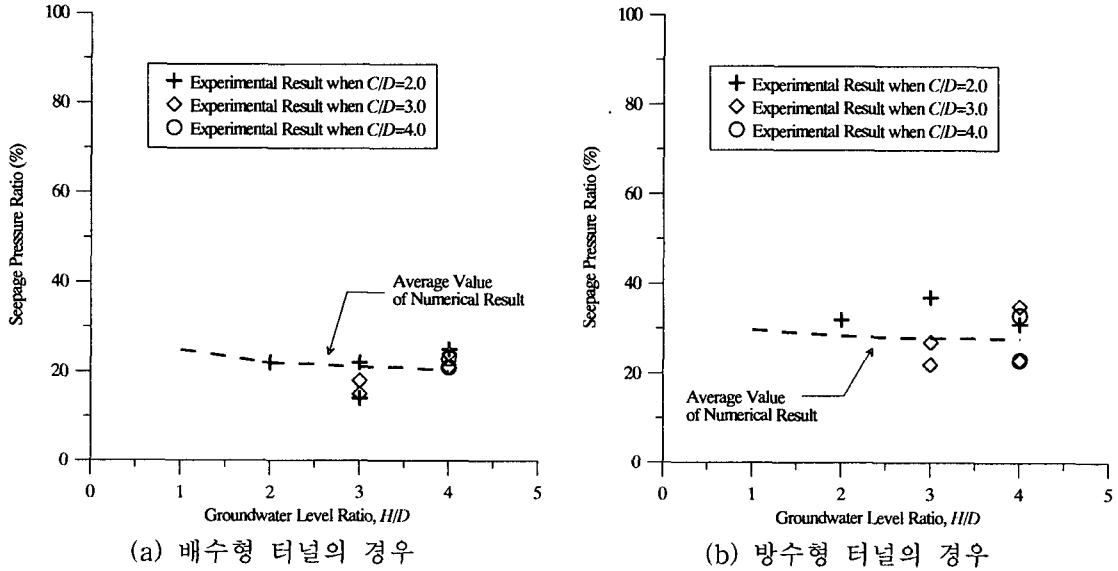 100
80
60
40
20
0
Seepage Pressure Ratio (%)
Experimental Result when C/D=2.0
Experimental Result when C/D=3.0
Experimental Result when C/D=4.0
Average Value
of Numerical Result
0 1 2 3 4 5
Groundwater Level Ratio, H/D
(a) 배수형 터널의 경우
100
80
60
40
20
0
Seepage Pressure Ratio (%)
Experimental Result when C/D=2.0
Experimental Result when C/D=3.0
Experimental Result when C/D=4.0
Average Value
of Numerical Result
0 1 2 3 4 5
Groundwater Level Ratio, H/D
(b) 방수형 터널의 경우